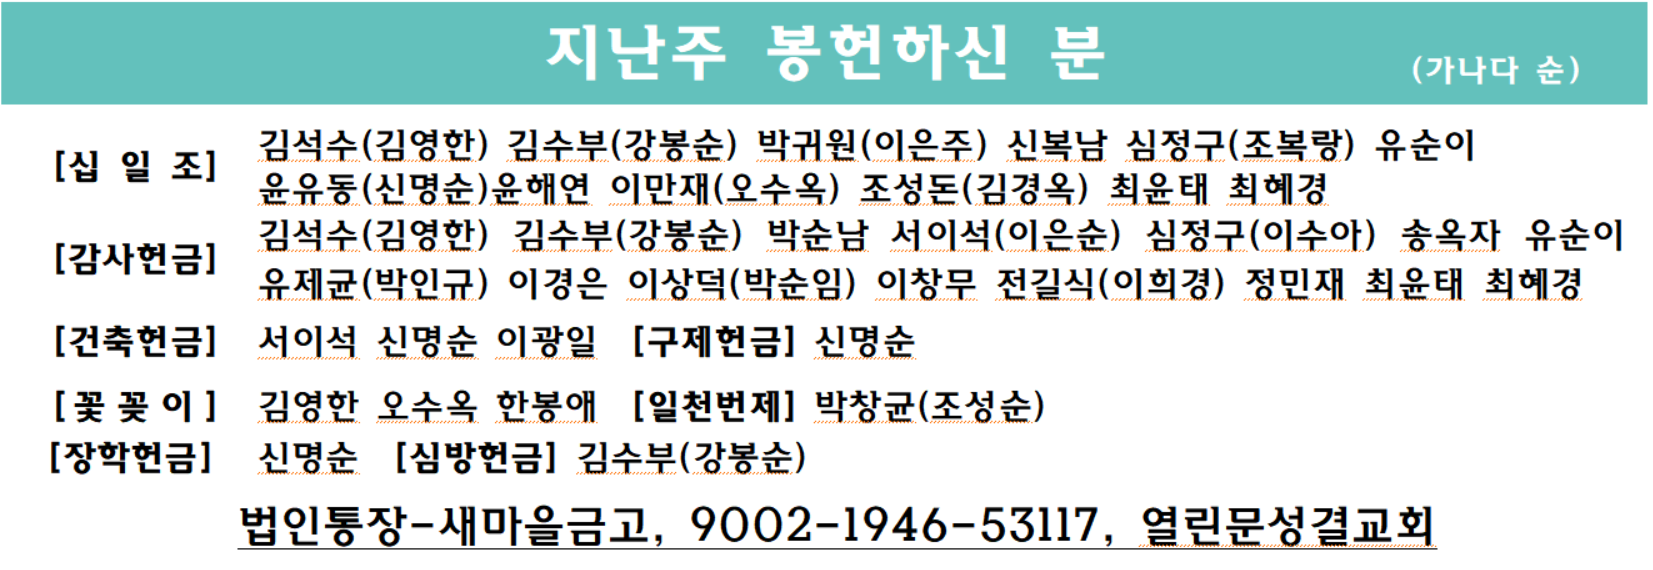 지난주 봉헌하신 분 (가나다 순)
[십 일 조] 김석수(김영한) 김수부(강봉순) 박귀원(이은주) 신복남 심정구(조복랑) 유순이
윤유동(신명순)윤해연 이만재(오수옥) 조성돈(김경옥) 최윤태 최혜경
[감사헌금] 김석수(김영한) 김수부(강봉순) 박순남 서이석(이은순) 심정구(이수아) 송옥자 유순이
유제균(박인규) 이경은 이상덕(박순임) 이창무 전길식(이희경) 정민재 최윤태 최혜경
[건축헌금] 서이석 신명순 이광일 [구제헌금] 신명순
[꽃 꽃 이] 김영한 오수옥 한봉애 [일천번제] 박창균(조성순)
[장학헌금] 신명순 [심방헌금] 김수부(강봉순)
법인통장-새마을금고, 9002-1946-53117, 열린문성결교회